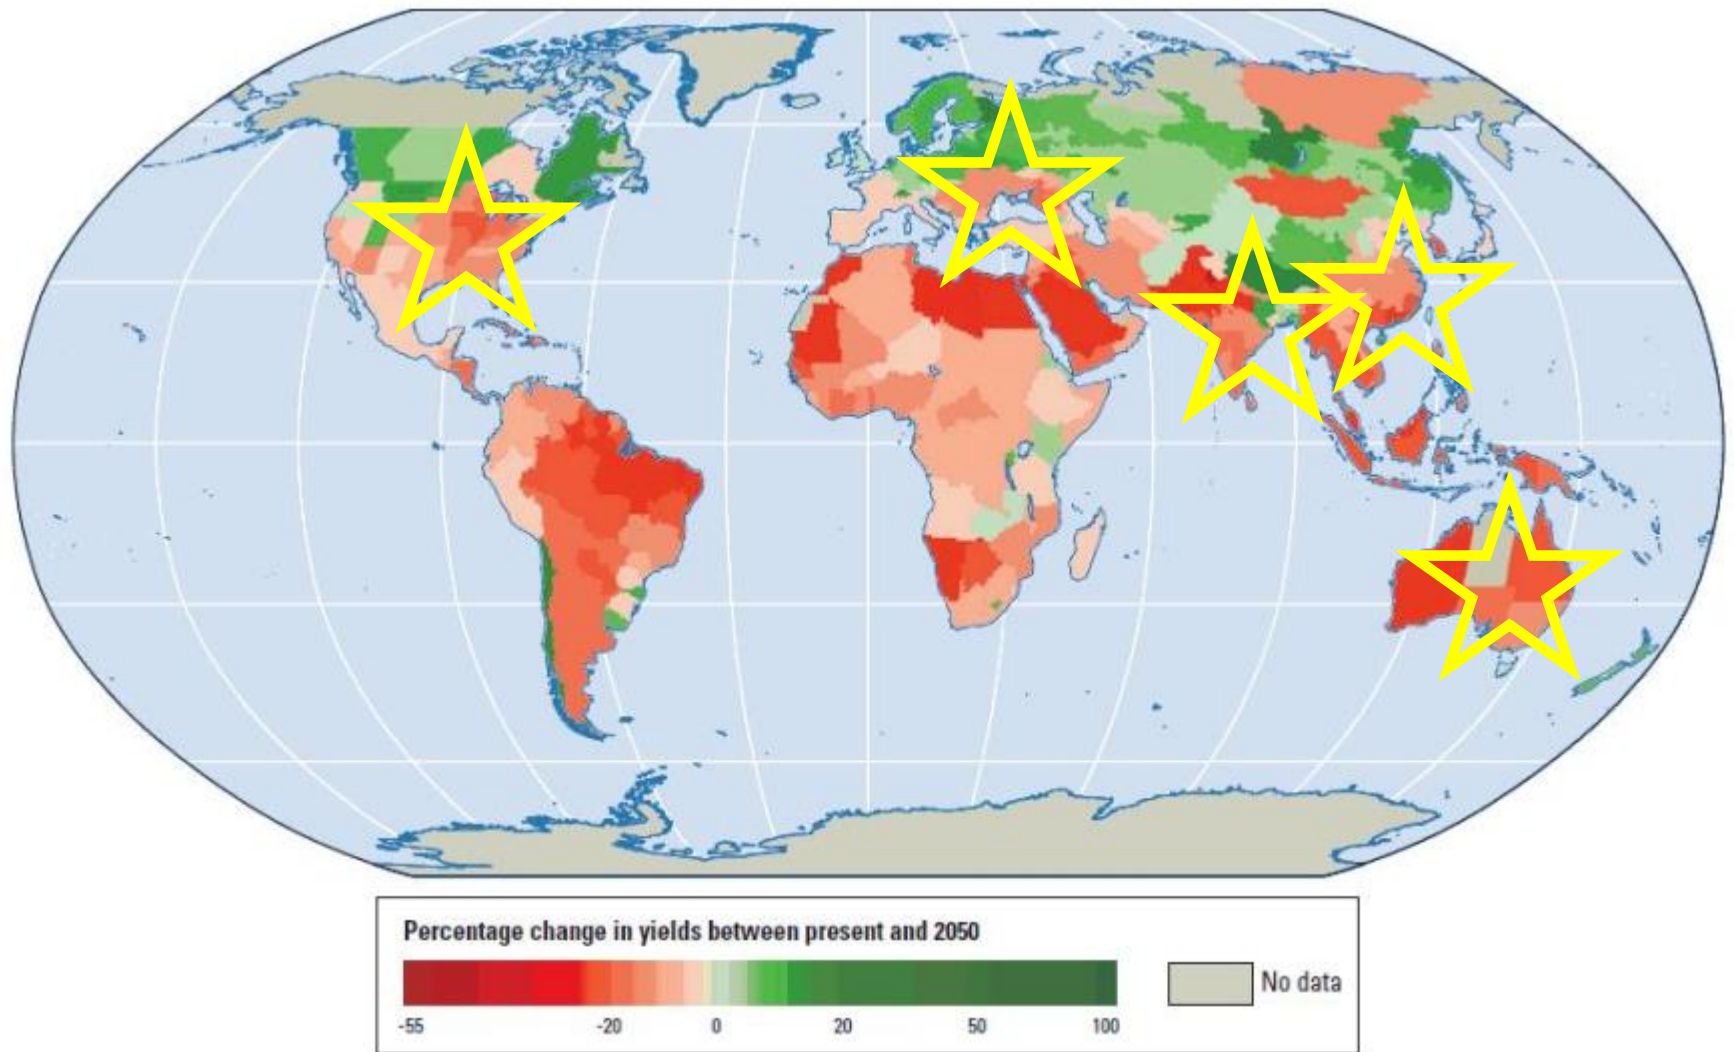 Percentage change in yields between present and 2050
No data
-55 -20 0 20 50 100